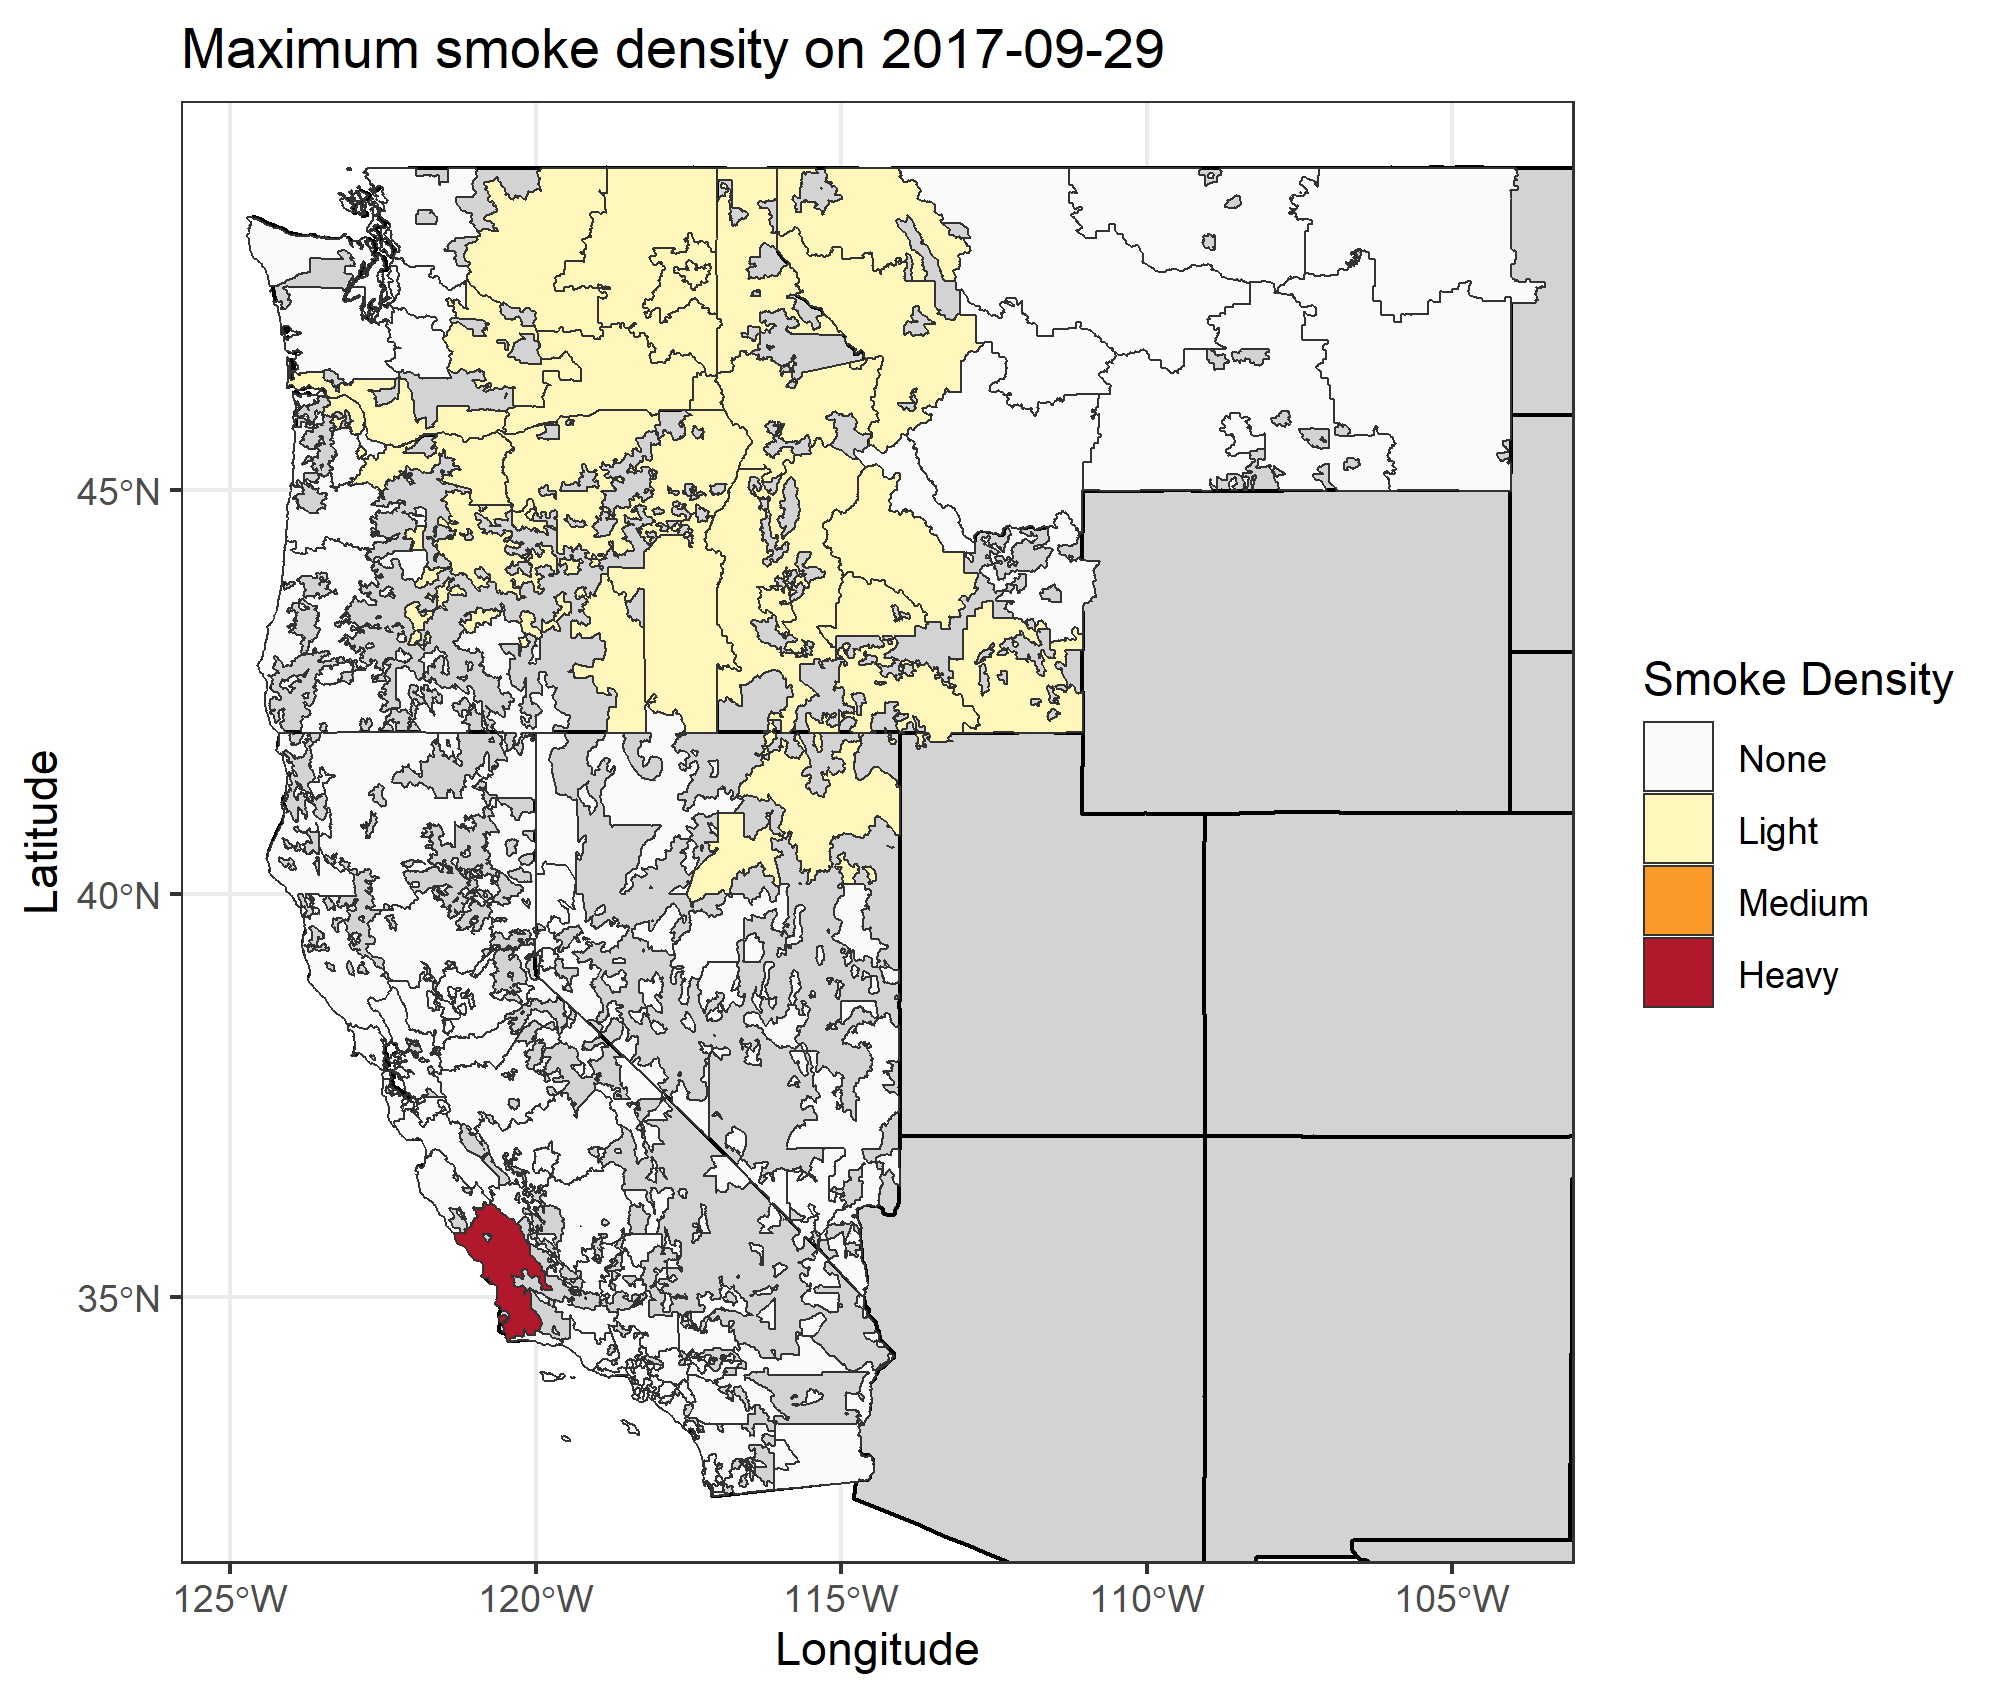 Maximum smoke density on 2017-09-29
45°N
40°N
35°N
Latitude
125°W 120°W 115°W 110°W 105°W
Longitude
Smoke Density
None
Light
Medium
Heavy